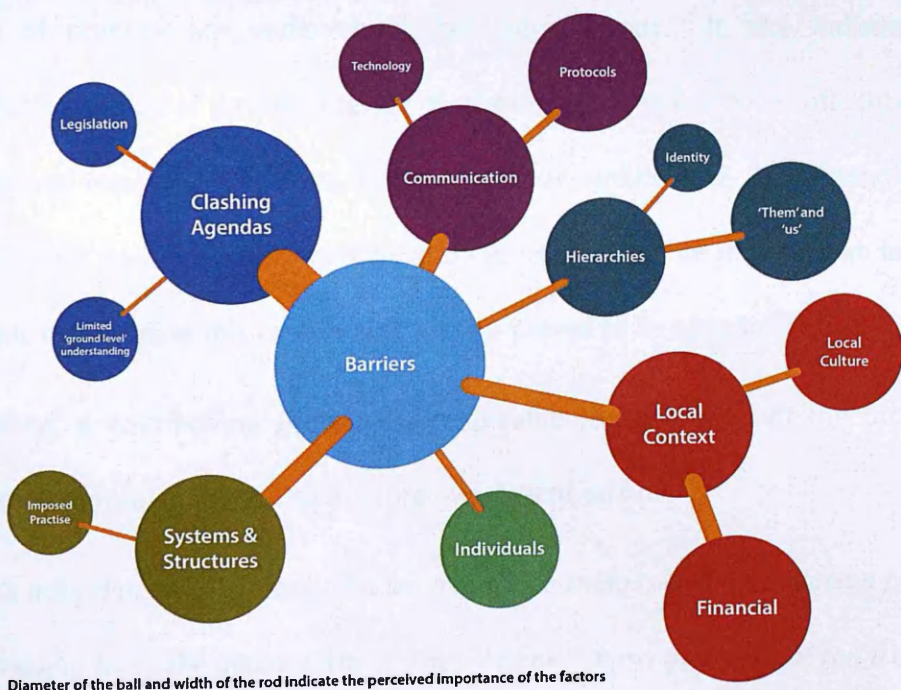 Technology
Protocols
Legislation
Identity
Communication
Clashing
Agendas
'Them' and
'us'
Hierarchies
Limited
'ground level'
understanding
Local
Culture
Barriers
Local
Context
Imposed
Practise
Systems &
Structures
Individuals
Financial
Diameter of the ball and width of the rod indicate the perceived importance of the factors